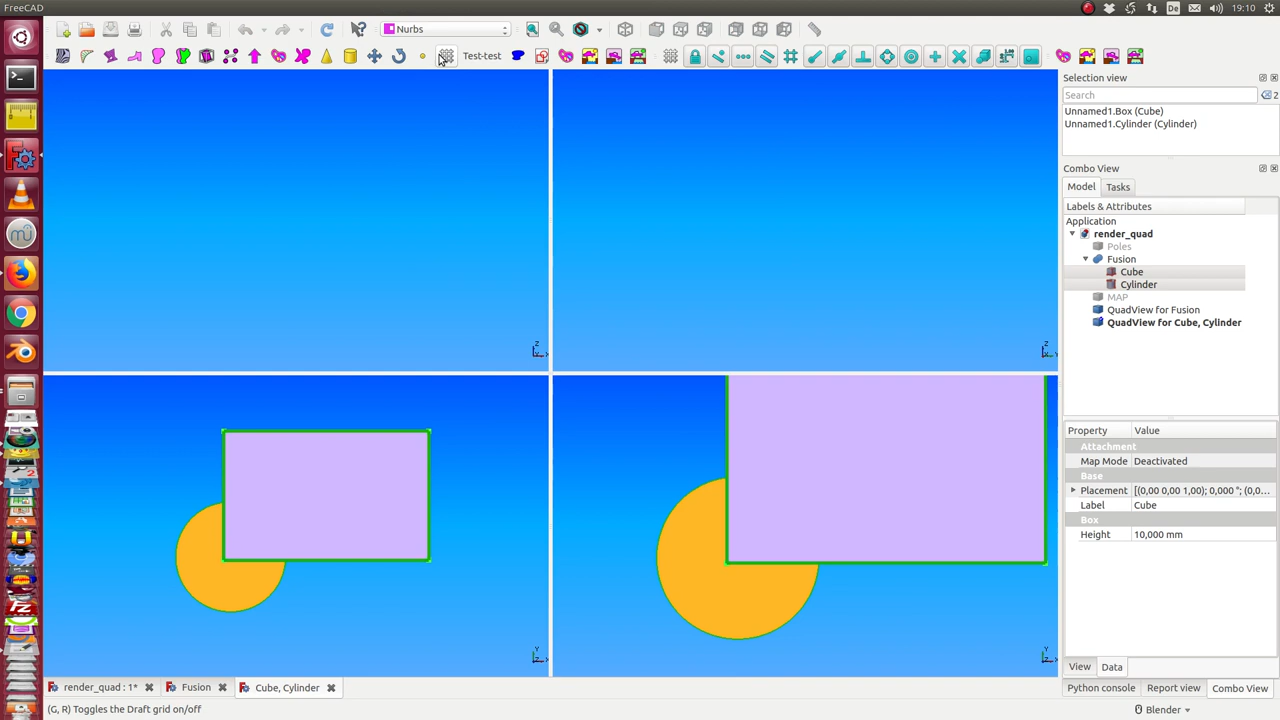 FreeCAD
De
19:10
Nurbs
Test-test
Selection view
Search
2
Unnamed1.Box (Cube)
Unnamed1.Cylinder (Cylinder)
Combo View
Model Tasks
Labels & Attributes
Application
render_quad
Poles
Fusion
Cube
Cylinder
MAP
QuadView for Fusion
QuadView for Cube, Cylinder
Property Value
Attachment
Map Mode Deactivated
Base
Placement [(0,00 0,00 1,00); 0,000 °; (0,0...
Label Cube
Box
Height 10,000 mm
View Data
Python console Report view Combo View
render_quad : 1* Fusion Cube, Cylinder
(G, R) Toggles the Draft grid on/off
Blender